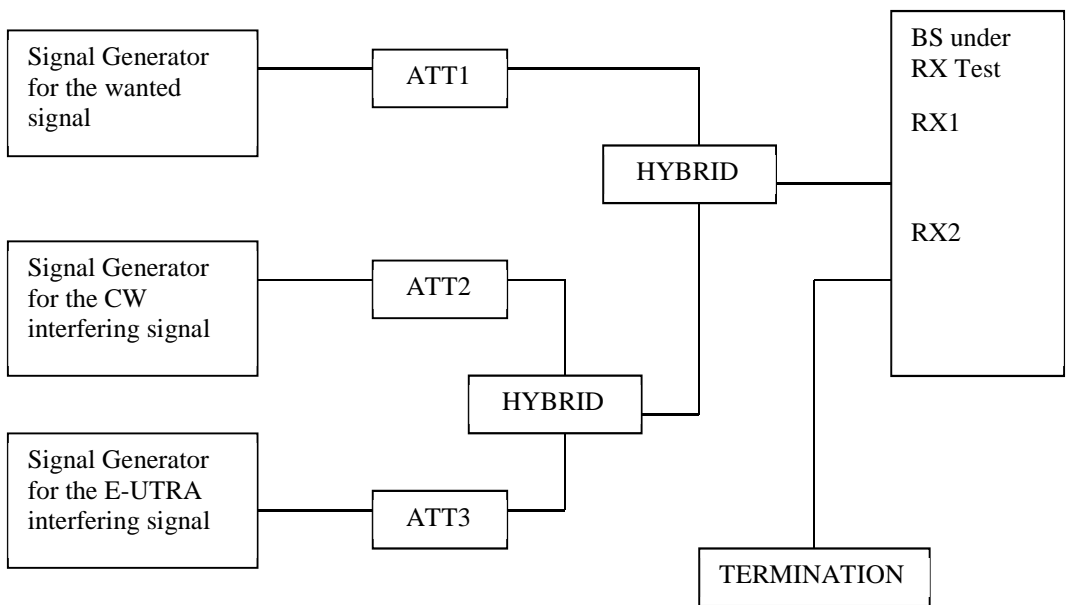 Signal Generator
for the wanted
signal
ATT1
BS under
RX Test
RX1
HYBRID
RX2
Signal Generator
for the CW
interfering signal
ATT2
HYBRID
Signal Generator
for the E-UTRA
interfering signal
ATT3
TERMINATION